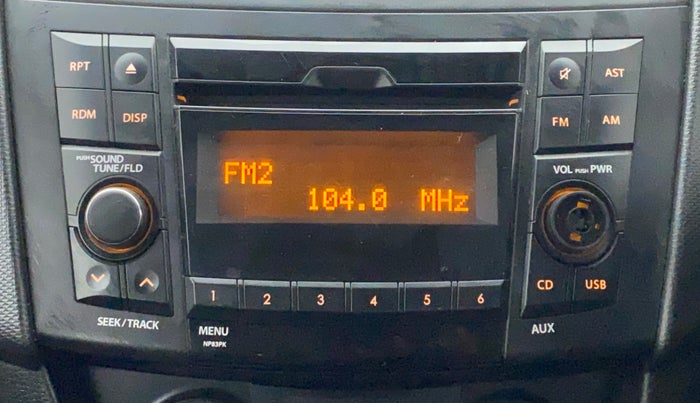 RPT
AST
RDM
DISP
FM
AM
PUSH SOUND
TUNE/FLD
VOL PUSH PWR
FM2
104.0 MHz
CD
USB
1 2 3 4 5 6
SEEK/TRACK
MENU
AUX
NP83PK